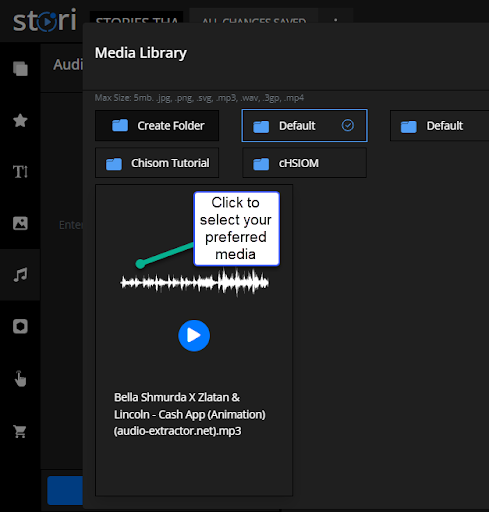 stori
STORIES THA
ALL CHANGES SAVED
Audi
Media Library
Max Size: 5mb. .jpg, .png, .svg, .mp3, .wav, .3gp, .mp4
Create Folder
Default
Default
Chisom Tutorial
cHSIOM
Enter
Click to
select your
preferred
media
Bella Shmurda X Zlatan &
Lincoln - Cash App (Animation)
(audio-extractor.net).mp3